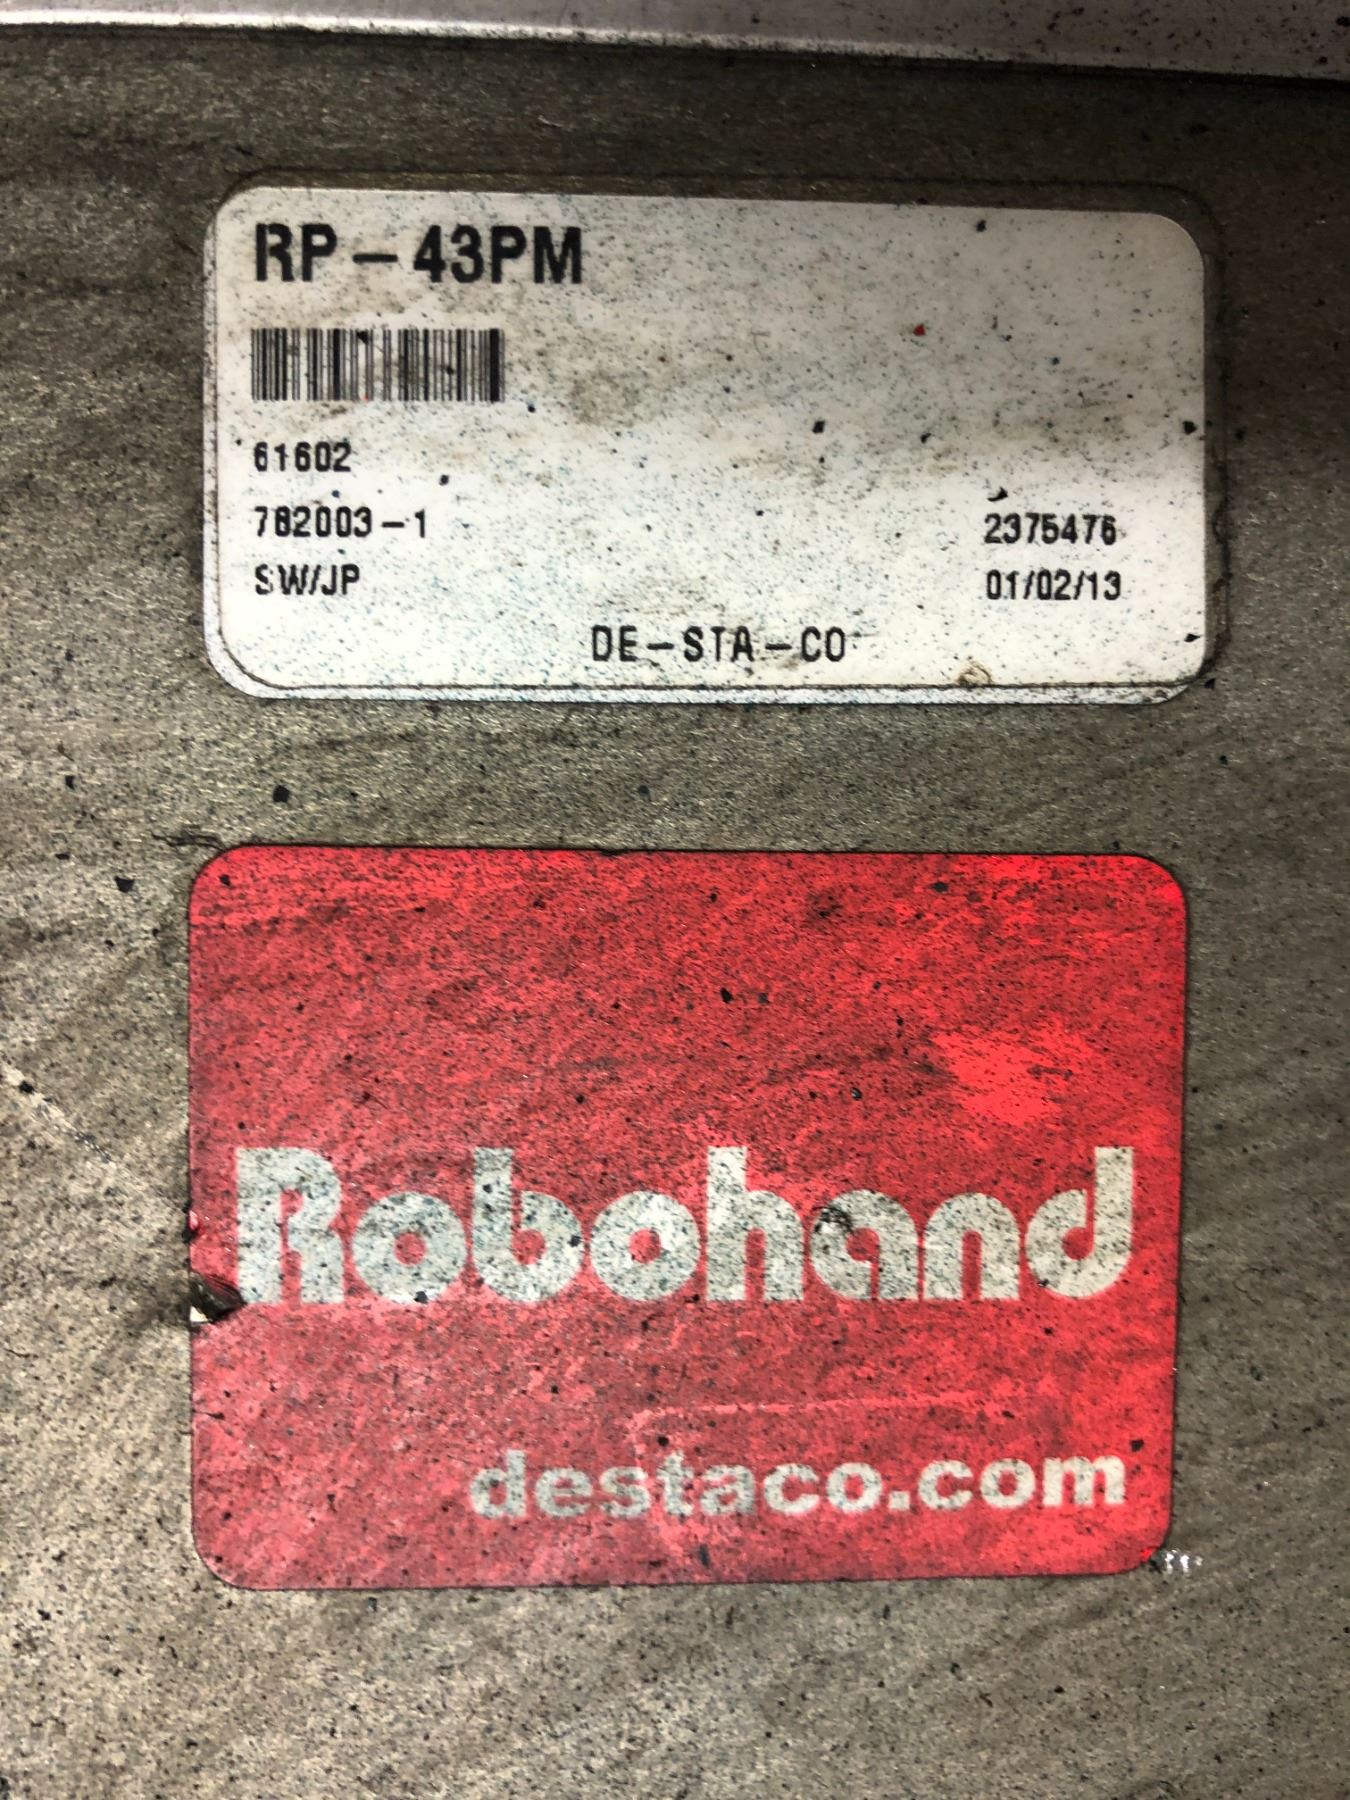 RP-43PM
61602
782003-1 2375476
SW/JP 01/02/13
DE-STA-CO
Robohand
destaco.com